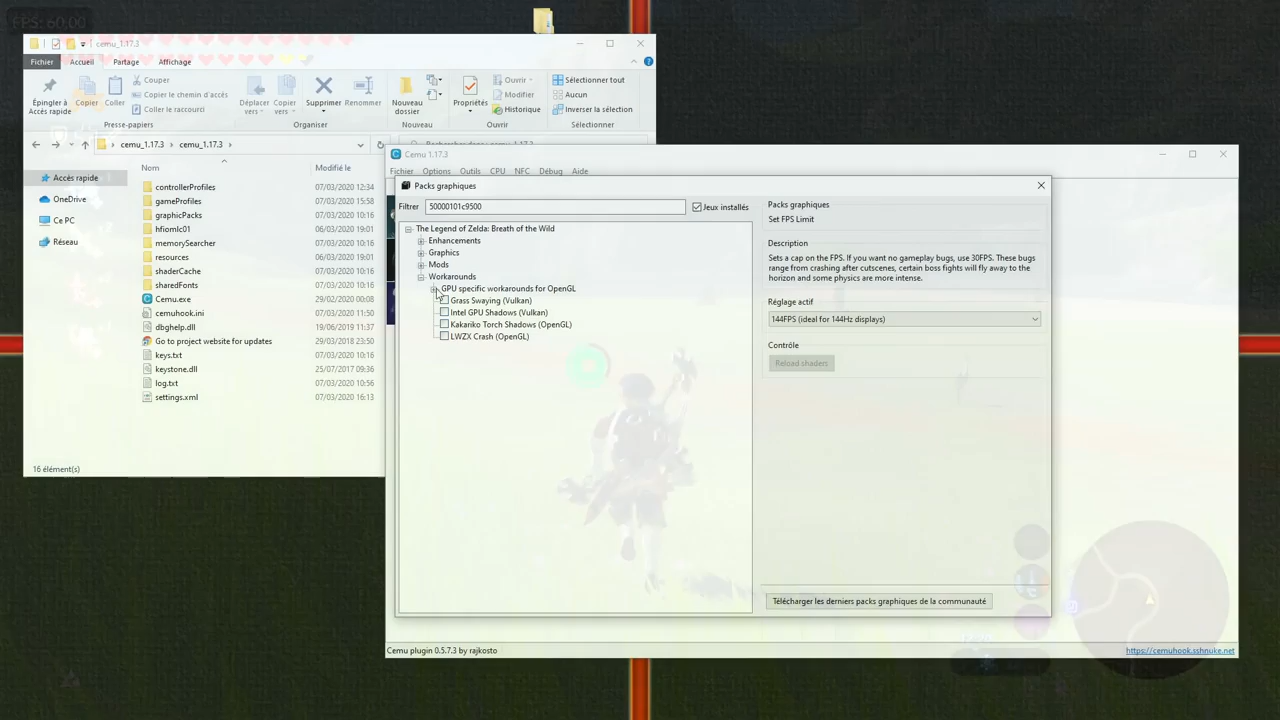 FPS: 60.00
cemu_1.17.3
Fichier Accueil Partage Affichage
Épingler à Accès rapide
Copier
Coller
Couper
Copier le chemin d'accès
Coller le raccourci
Presse-papiers
Déplacer vers
Copier vers
Supprimer
Renommer
Organiser
Nouveau dossier
Nouveau
Propriétés
Ouvrir
Modifier
Historique
Ouvrir
Sélectionner tout
Aucun
Inverser la sélection
Sélectionner
cemu_1.17.3 > cemu_1.17.3 >
Accès rapide
OneDrive
Ce PC
Réseau
Nom Modifié le
controllerProfiles 07/03/2020 12:34
gameProfiles 07/03/2020 15:58
graphicPacks 07/03/2020 10:16
hfiomlc01 06/03/2020 19:01
memorySearcher 07/03/2020 10:16
resources 06/03/2020 19:01
shaderCache 07/03/2020 10:16
sharedFonts 07/03/2020 10:16
Cemu.exe 29/02/2020 00:08
cemuhook.ini 07/03/2020 10:16
dbghelp.dll 19/06/2019 11:37
Go to project website for updates 29/03/2018 23:50
keys.txt 07/03/2020 10:16
keystone.dll 25/07/2017 09:36
log.txt 07/03/2020 10:56
settings.xml 07/03/2020 16:13
16 élément(s)
Cemu 1.17.3
Fichier Options Outils CPU NFC Débug Aide
Packs graphiques
Filtrer 50000101c9500 Jeux installés
The Legend of Zelda: Breath of the Wild
Enhancements
Graphics
Mods
Workarounds
GPU specific workarounds for OpenGL
Grass Swaying (Vulkan)
Intel GPU Shadows (Vulkan)
Kakariko Torch Shadows (OpenGL)
LWZX Crash (OpenGL)
Packs graphiques
Set FPS Limit
Description
Sets a cap on the FPS. If you want no gameplay bugs, use 30FPS. These bugs
range from crashing after cutscenes, certain boss fights will fly away to the
horizon and some physics are more intense.
Réglage actif
144FPS (ideal for 144Hz displays)
Contrôle
Reload shaders
Télécharger les derniers packs graphiques de la communauté
Cemu plugin 0.5.7.3 by rajkosto
https://cemuhook.sshnuke.net